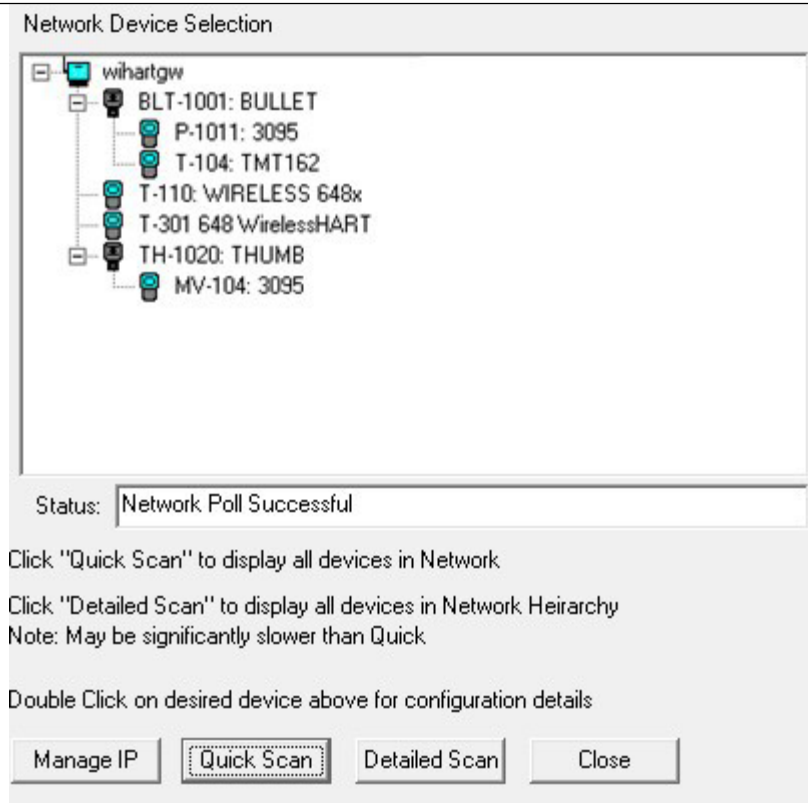 Network Device Selection
wihartgw
BLT-1001: BULLET
P-1011: 3095
T-104: TMT162
T-110: WIRELESS 648x
T-301 648 WirelessHART
TH-1020: THUMB
MV-104: 3095
Status: Network Poll Successful
Click "Quick Scan" to display all devices in Network
Click "Detailed Scan" to display all devices in Network Heirarchy
Note: May be significantly slower than Quick
Double Click on desired device above for configuration details
Manage IP Quick Scan Detailed Scan Close